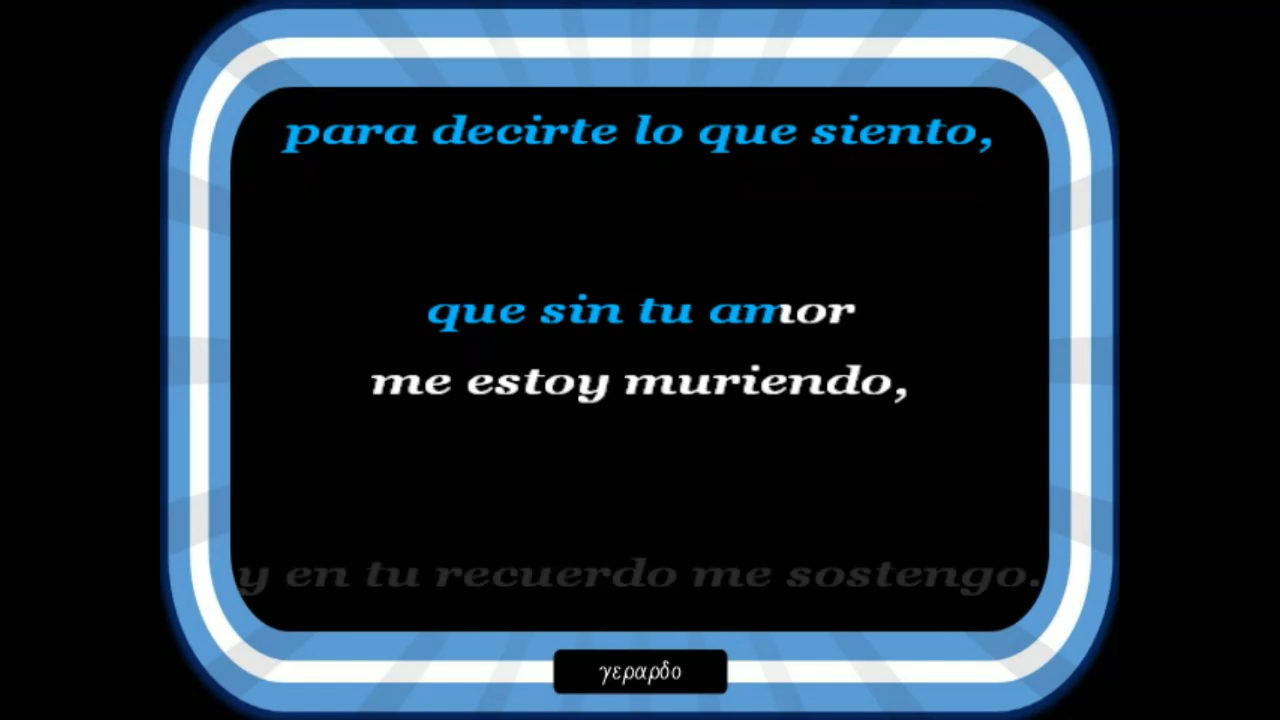 para decirte lo que siento,
que sin tu amor
me estoy muriendo,
y en tu recuerdo me sostengo.
γεραρδο